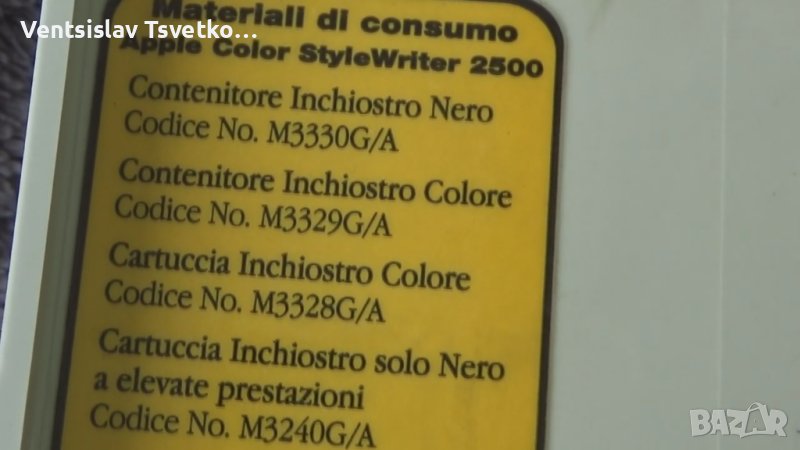 Ventsislav Tsvetko...
Materiali di consumo
Apple Color StyleWriter 2500
Contenitore Inchiostro Nero
Codice No. M3330G/A
Contenitore Inchiostro Colore
Codice No. M3329G/A
Cartuccia Inchiostro Colore
Codice No. M3328G/A
Cartuccia Inchiostro solo Nero
a elevate prestazioni
Codice No. M3240G/A
BAZAR